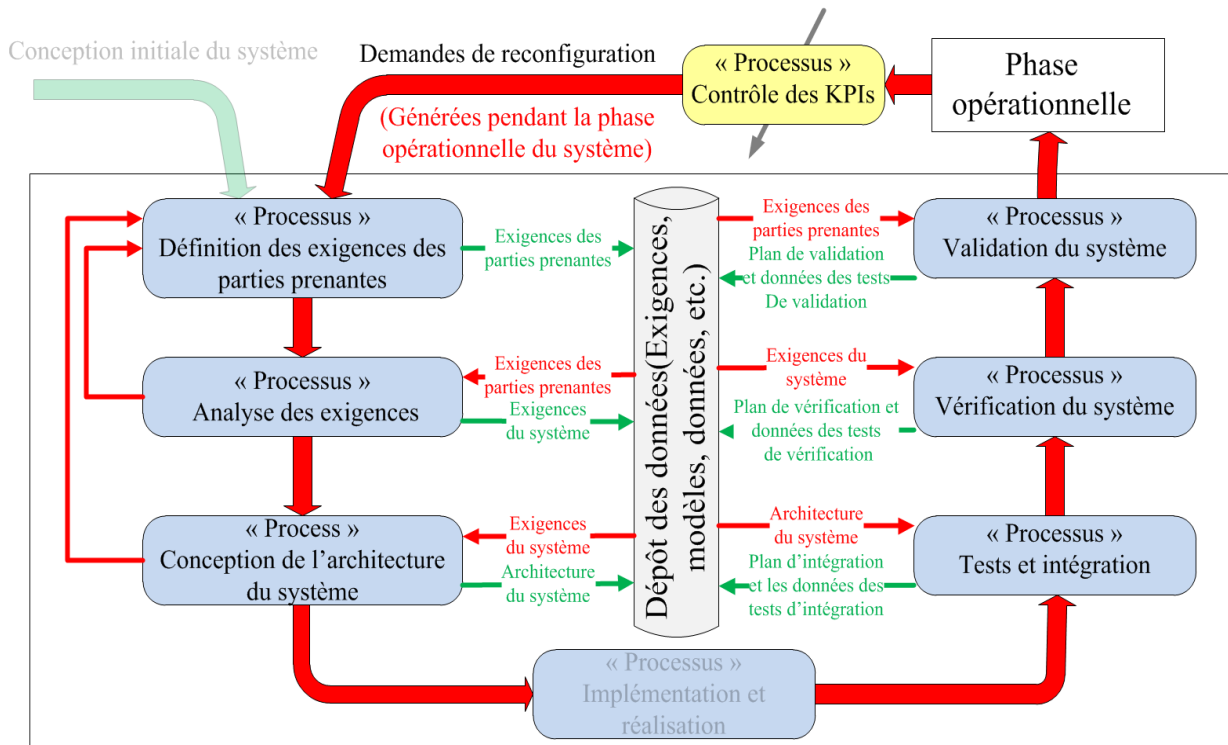 Conception initiale du système
Demandes de reconfiguration
(Générées pendant la phase
opérationnelle du système)
« Processus »
Contrôle des KPIs
Phase
opérationnelle
« Processus »
Définition des exigences des
parties prenantes
Exigences des
parties prenantes
« Processus »
Analyse des exigences
Exigences des
parties prenantes
Exigences
du système
« Process »
Conception de l’architecture
du système
Exigences
du système
Architecture
du système
Dépôt des données(Exigences,
modèles, données, etc.)
Exigences des
parties prenantes
Plan de validation
et données des tests
De validation
« Processus »
Validation du système
Exigences du
système
Plan de vérification et
données des tests
de vérification
« Processus »
Vérification du système
Architecture
du système
Plan d’intégration
et les données des
tests d’intégration
« Processus »
Tests et intégration
« Processus »
Implémentation et
réalisation